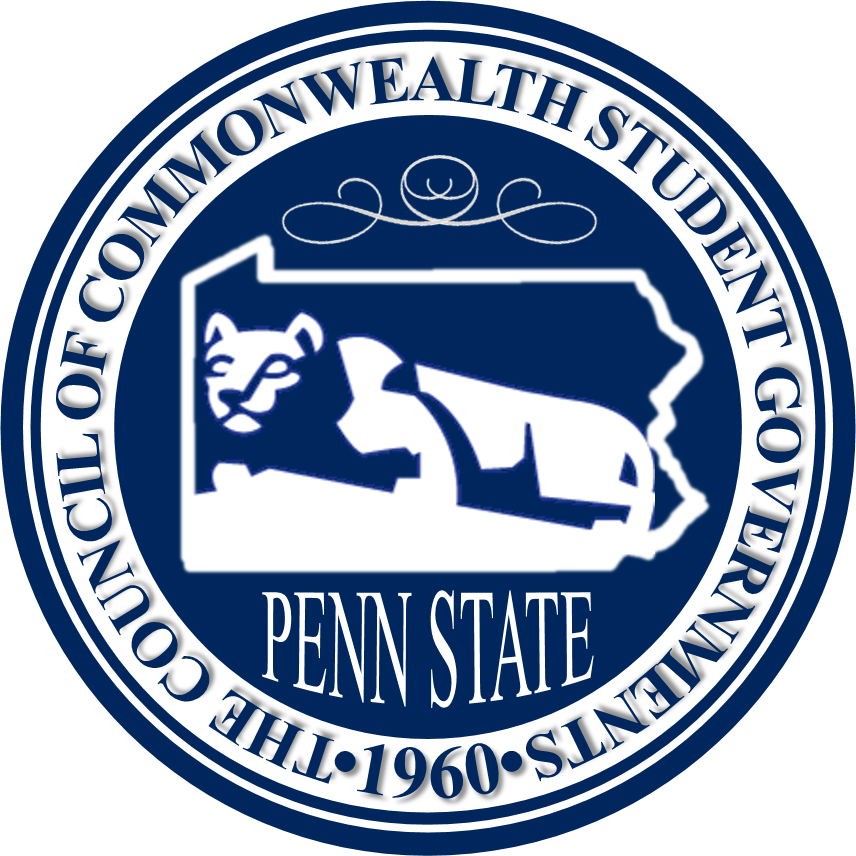 THE COUNCIL OF COMMONWEALTH STUDENT GOVERNMENTS
•1960•
PENN STATE